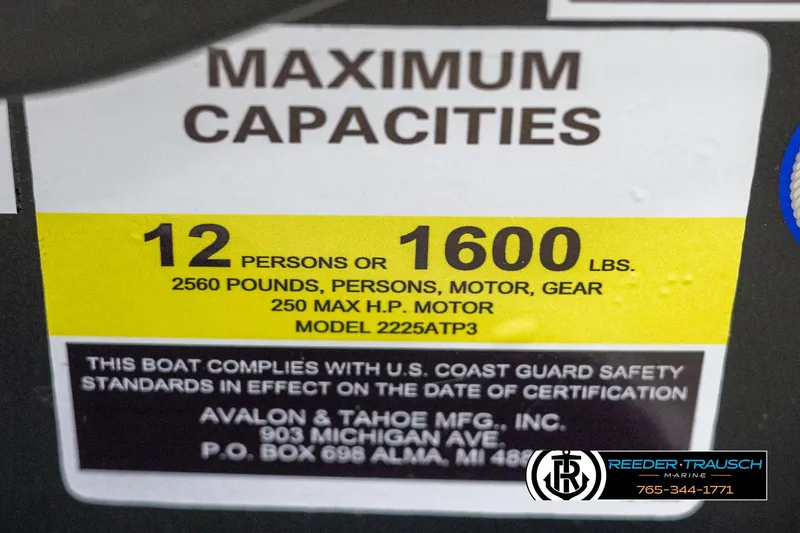 MAXIMUM
CAPACITIES
12 PERSONS OR 1600 LBS.
2560 POUNDS, PERSONS, MOTOR, GEAR
250 MAX H.P. MOTOR
MODEL 2225ATP3
THIS BOAT COMPLIES WITH U.S. COAST GUARD SAFETY
STANDARDS IN EFFECT ON THE DATE OF CERTIFICATION
AVALON & TAHOE MFG., INC.
903 MICHIGAN AVE.
P.O. BOX 698 ALMA, MI
REEDER·TRAUSCH
MARINE
765-344-1771